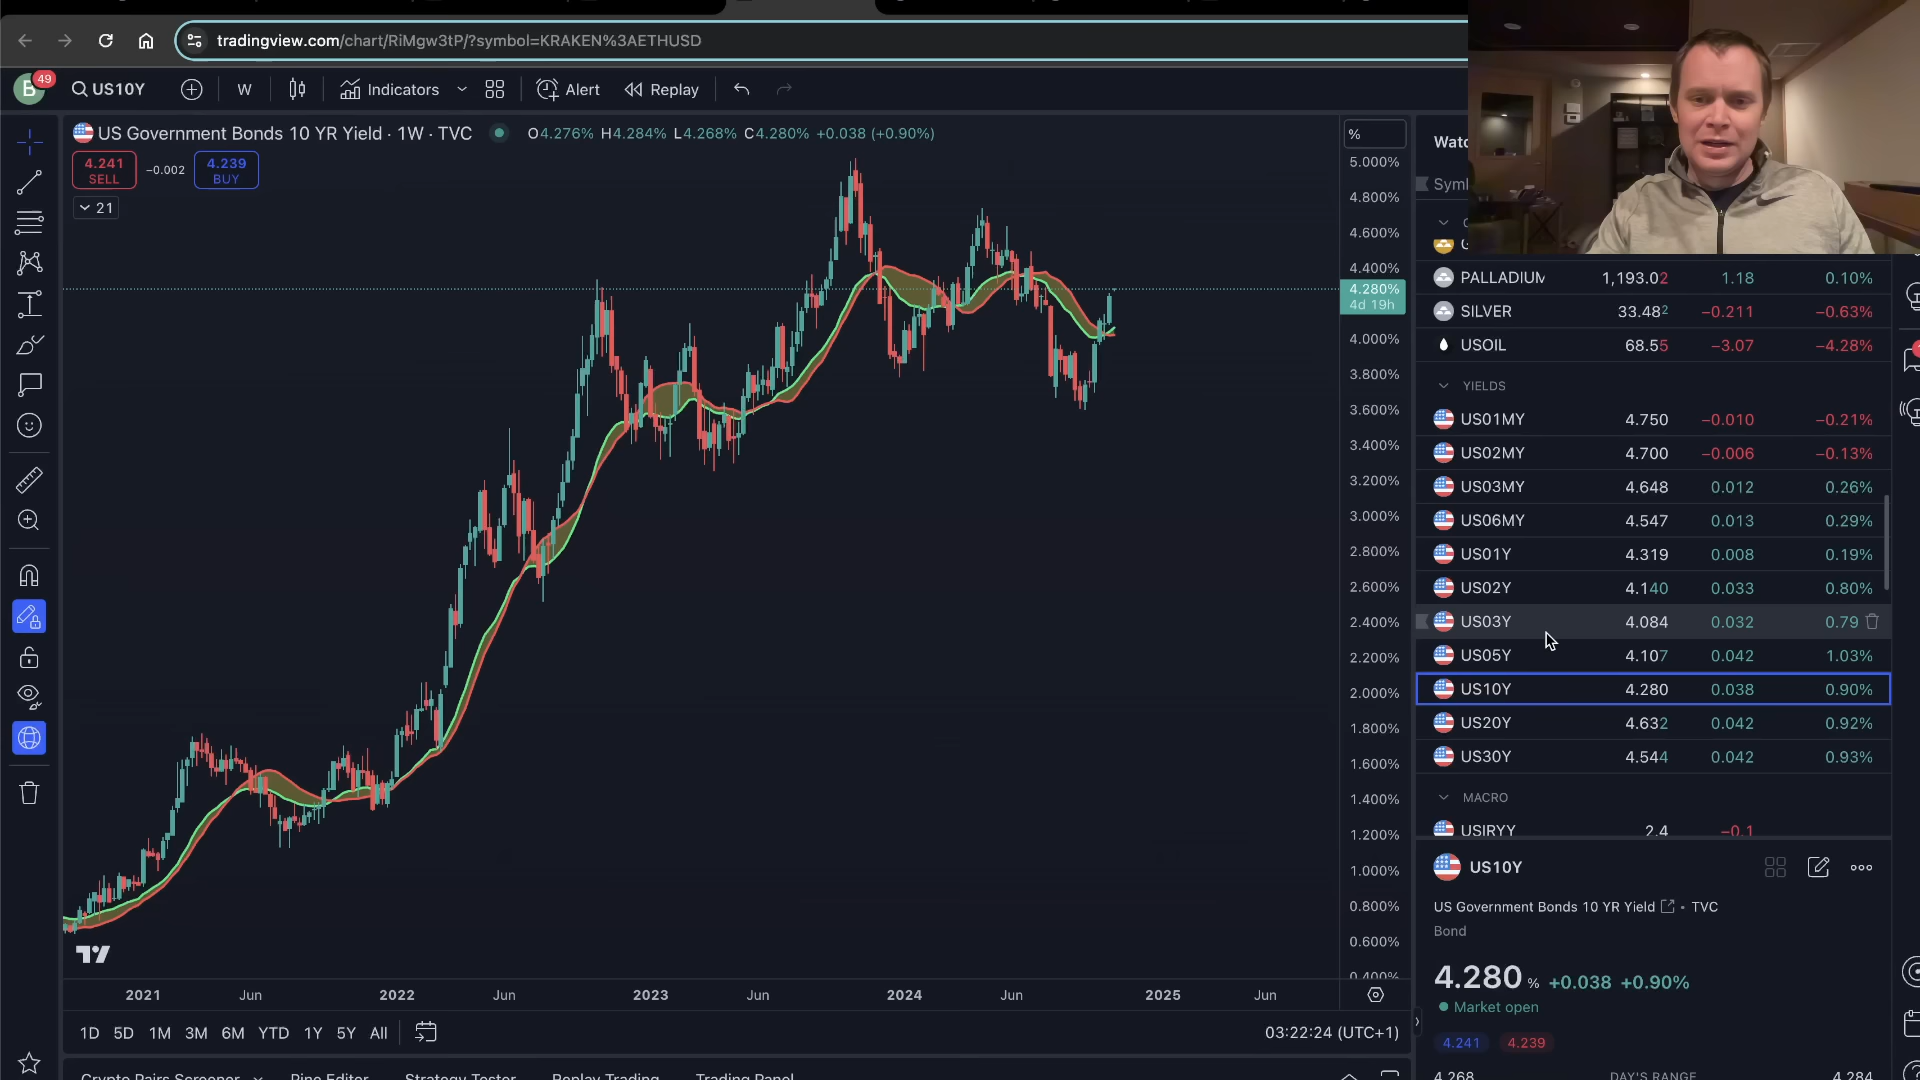 tradingview.com/chart/RiMgw3tP/?symbol=KRAKEN%3AETHUSD
B 49 US10Y W Indicators Alert Replay
US Government Bonds 10 YR Yield · 1W · TVC O4.276% H4.284% L4.268% C4.280% +0.038 (+0.90%)
4.241 SELL −0.002 4.239 BUY
21
%
5.000%
4.800%
4.600%
4.400%
4.280%
4d 19h
4.000%
3.800%
3.600%
3.400%
3.200%
3.000%
2.800%
2.600%
2.400%
2.200%
2.000%
1.800%
1.600%
1.400%
1.200%
1.000%
0.800%
0.600%
0.400%
2021 Jun 2022 Jun 2023 Jun 2024 Jun 2025 Jun
1D 5D 1M 3M 6M YTD 1Y 5Y All 03:22:24 (UTC+1)
Crypto Pairs Screener Pine Editor Strategy Tester Replay Trading Trading Panel
PALLADIUM 1,193.02 1.18 0.10%
SILVER 33.482 −0.211 −0.63%
USOIL 68.55 −3.07 −4.28%
YIELDS
US01MY 4.750 −0.010 −0.21%
US02MY 4.700 −0.006 −0.13%
US03MY 4.648 0.012 0.26%
US06MY 4.547 0.013 0.29%
US01Y 4.319 0.008 0.19%
US02Y 4.140 0.033 0.80%
US03Y 4.084 0.032 0.79
US05Y 4.107 0.042 1.03%
US10Y 4.280 0.038 0.90%
US20Y 4.632 0.042 0.92%
US30Y 4.544 0.042 0.93%
MACRO
USIRYY 2.4 −0.1
US10Y
US Government Bonds 10 YR Yield • TVC
Bond
4.280 % +0.038 +0.90%
Market open
4.241 4.239
4.268 DAY'S RANGE 4.284